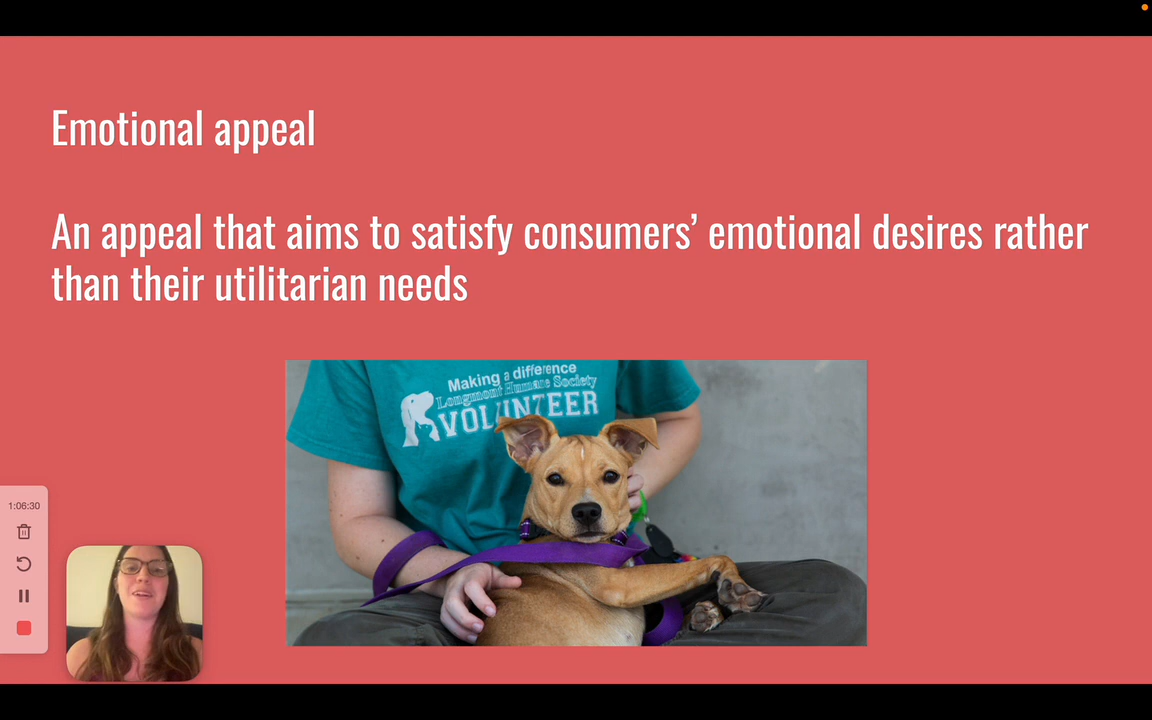 Emotional appeal
An appeal that aims to satisfy consumers’ emotional desires rather
than their utilitarian needs
Making a difference
Longmont Humane Society
VOLUNTEER
1:06:30